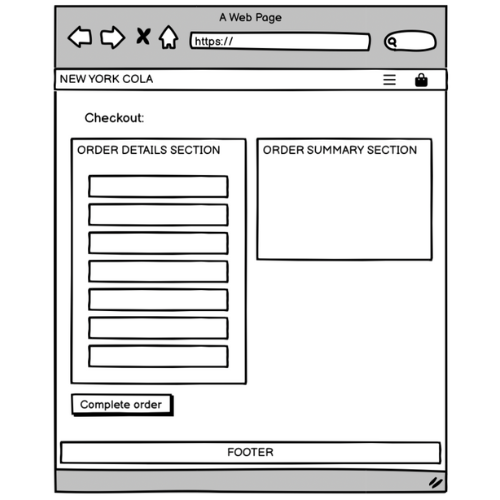 A Web Page
https://
NEW YORK COLA
Checkout:
ORDER DETAILS SECTION
ORDER SUMMARY SECTION
Complete order
FOOTER